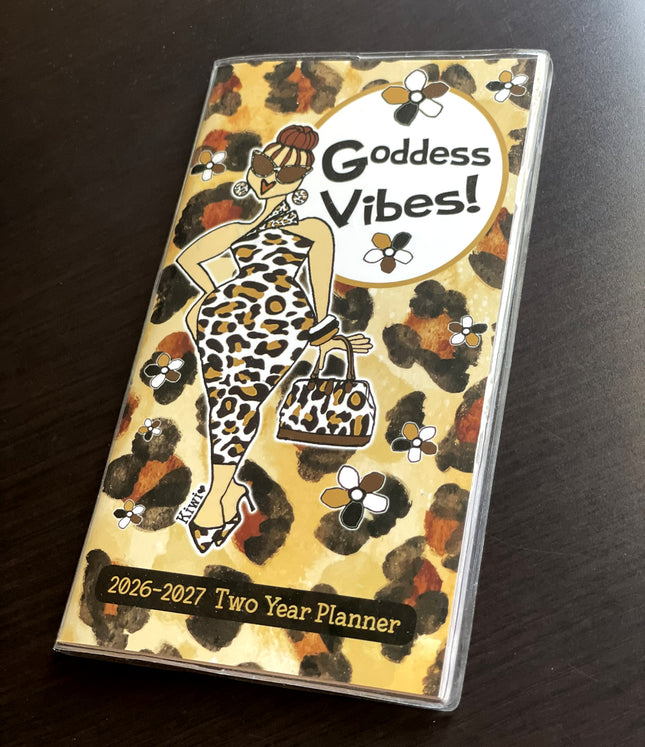 Goddess
Vibes!
Kiwi
2026-2027 Two Year Planner